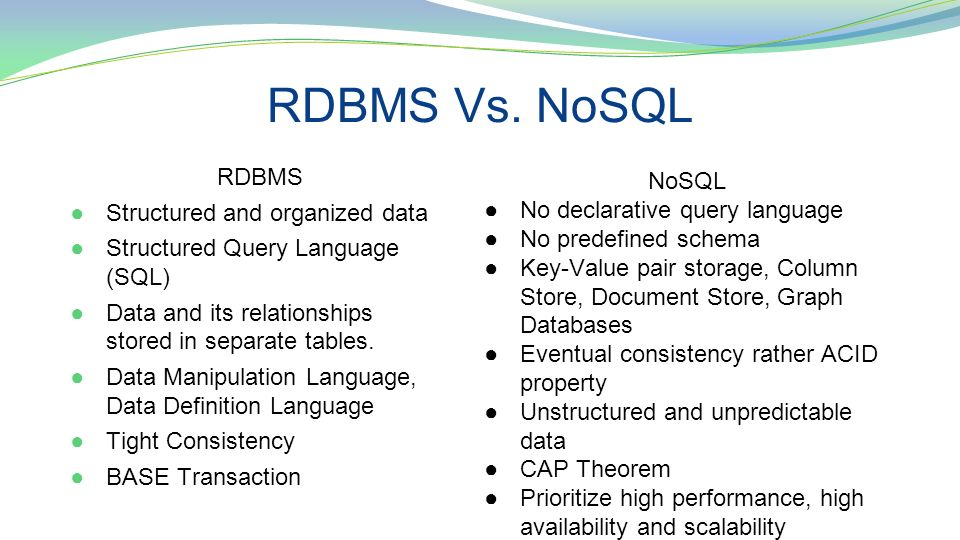 RDBMS Vs. NoSQL
RDBMS
● Structured and organized data
● Structured Query Language
(SQL)
● Data and its relationships
stored in separate tables.
● Data Manipulation Language,
Data Definition Language
● Tight Consistency
● BASE Transaction
NoSQL
● No declarative query language
● No predefined schema
● Key-Value pair storage, Column
Store, Document Store, Graph
Databases
● Eventual consistency rather ACID
property
● Unstructured and unpredictable
data
● CAP Theorem
● Prioritize high performance, high
availability and scalability